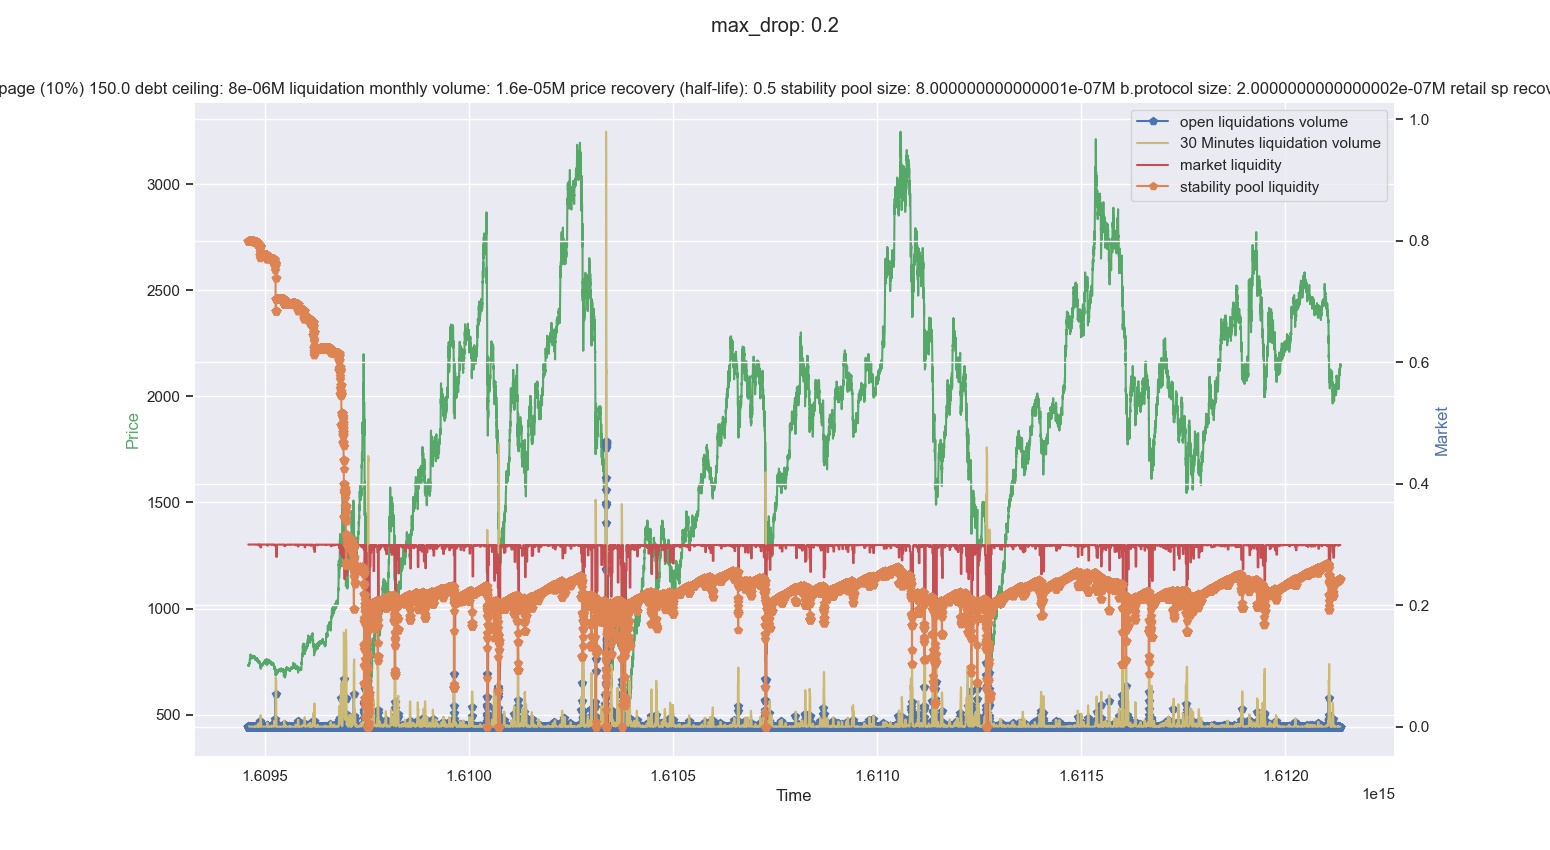 max_drop: 0.2
page (10%) 150.0 debt ceiling: 8e-06M liquidation monthly volume: 1.6e-05M price recovery (half-life): 0.5 stability pool size: 8.000000000000001e-07M b.protocol size: 2.0000000000000002e-07M retail sp recov
open liquidations volume
30 Minutes liquidation volume
market liquidity
stability pool liquidity
Price
3000
2500
2000
1500
1000
500
1.0
0.8
0.6
0.4
0.2
0.0
Market
1.6095 1.6100 1.6105 1.6110 1.6115 1.6120
Time
1e15